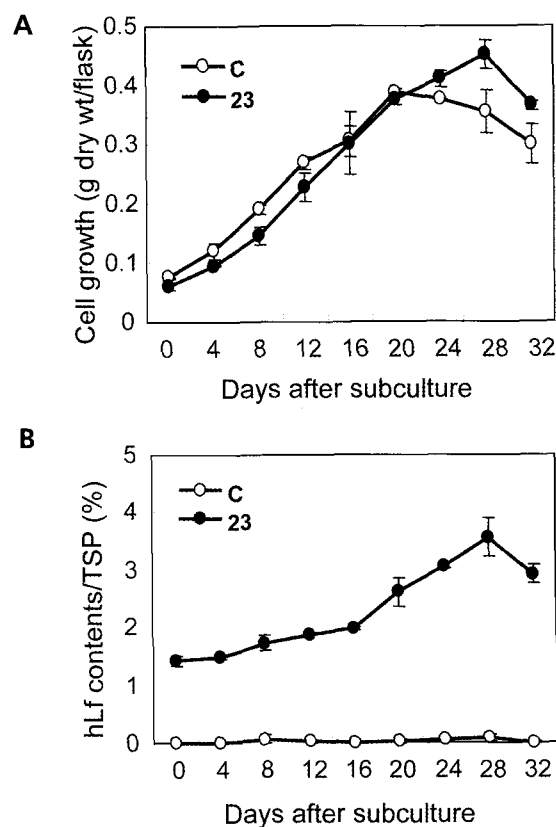 A
Cell growth (g dry wt/flask)
0.5
0.4
0.3
0.2
0.1
0
C
23
0 4 8 12 16 20 24 28 32
Days after subculture
B
hLf contents/TSP (%)
5
4
3
2
1
0
C
23
0 4 8 12 16 20 24 28 32
Days after subculture